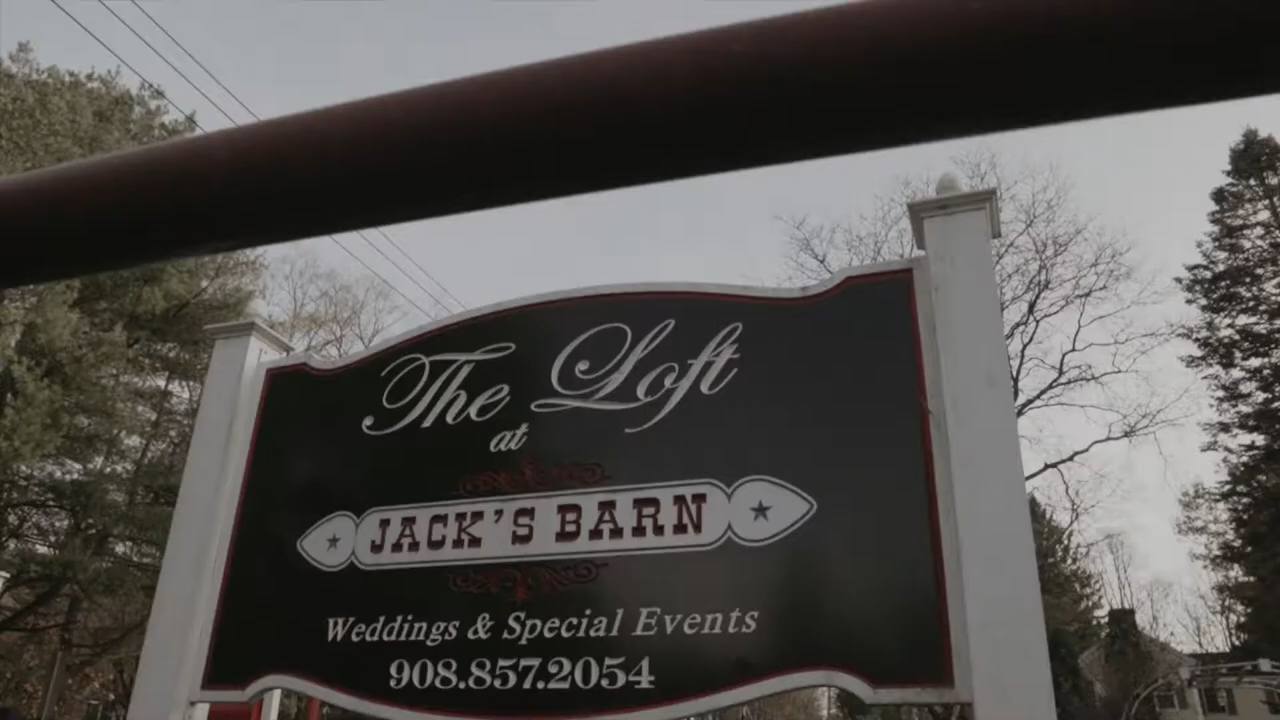 The Loft
at
JACK'S BARN
Weddings & Special Events
908.857.2054